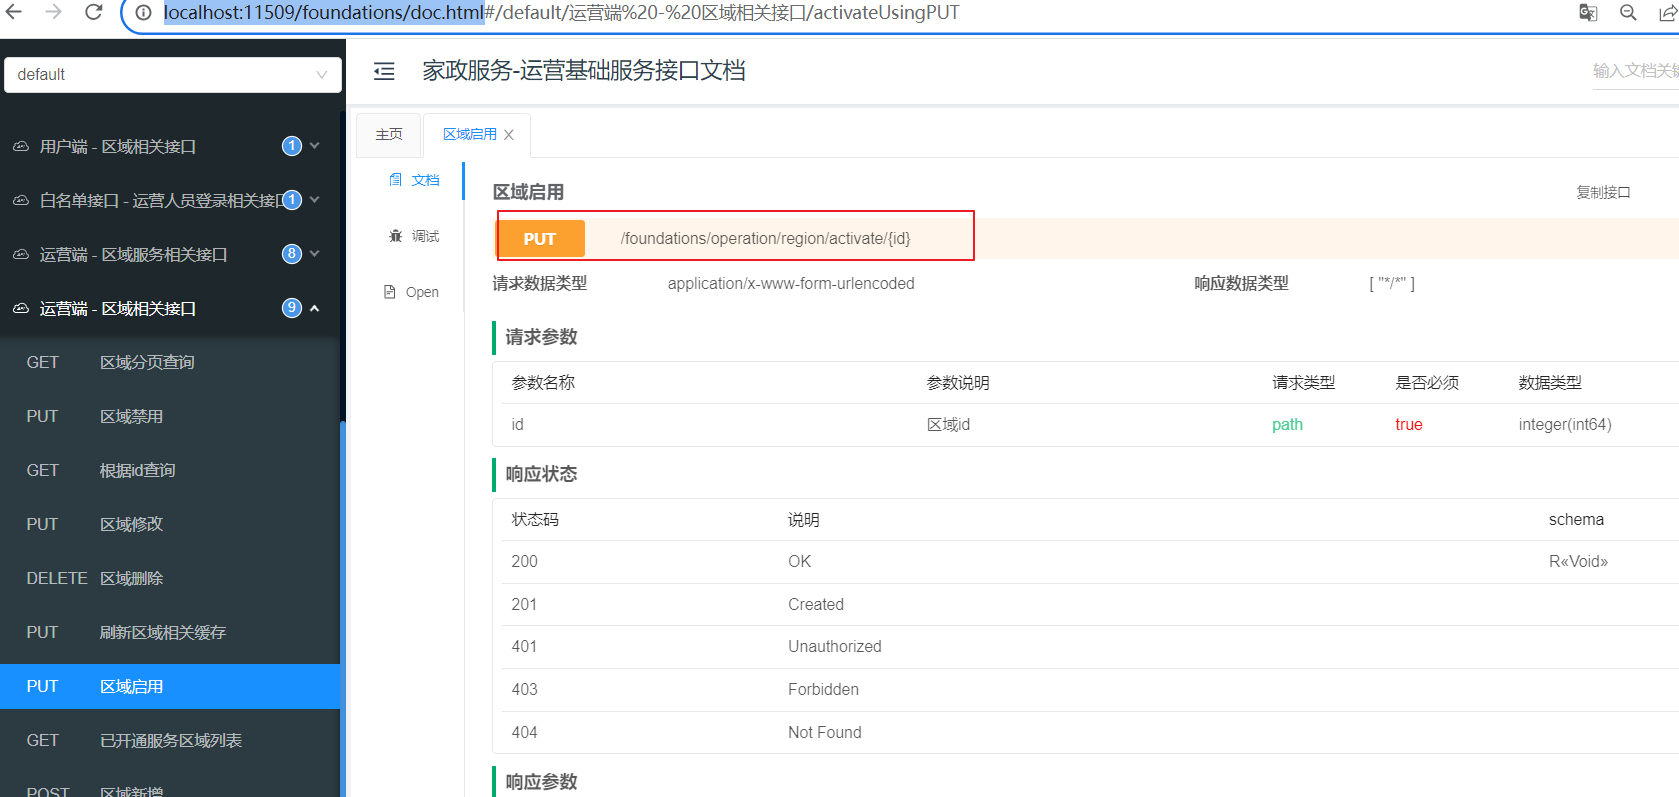 localhost:11509/foundations/doc.html#/default/运营端%20-%20区域相关接口/activateUsingPUT
default
家政服务-运营基础服务接口文档
输入文档关键
用户端 - 区域相关接口 1
白名单接口 - 运营人员登录相关接口 1
运营端 - 区域服务相关接口 8
运营端 - 区域相关接口 9
GET 区域分页查询
PUT 区域禁用
GET 根据id查询
PUT 区域修改
DELETE 区域删除
PUT 刷新区域相关缓存
PUT 区域启用
GET 已开通服务区域列表
POST 区域新增
主页 区域启用
文档
调试
Open
区域启用 复制接口
PUT /foundations/operation/region/activate/{id}
请求数据类型 application/x-www-form-urlencoded 响应数据类型 [ "*/*" ]
请求参数
参数名称 参数说明 请求类型 是否必须 数据类型
id 区域id path true integer(int64)
响应状态
状态码 说明 schema
200 OK R«Void»
201 Created
401 Unauthorized
403 Forbidden
404 Not Found
响应参数